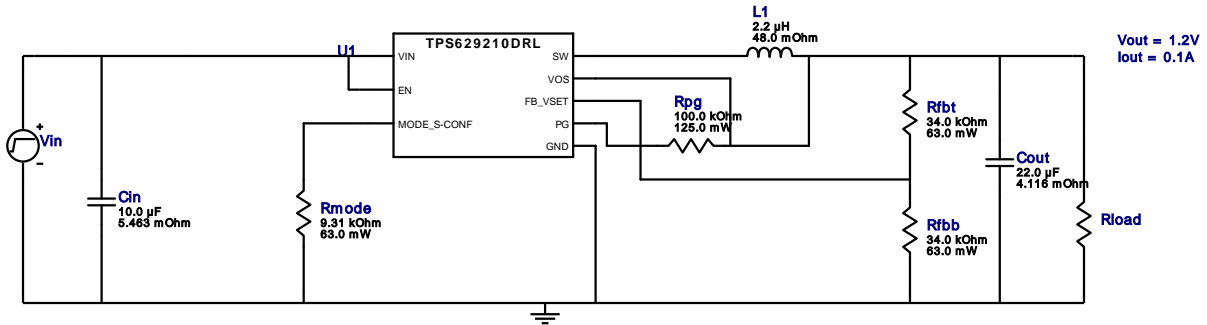 L1
2.2 µH
48.0 mOhm
Vout = 1.2V
Iout = 0.1A
TPS629210DRL
U1
VIN
SW
VOS
EN
FB_VSET
Rpg
100.0 kOhm
125.0 mW
Rfbt
34.0 kOhm
63.0 mW
MODE_S-CONF
PG
GND
+
Vin
-
Cout
22.0 µF
4.116 mOhm
Cin
10.0 µF
5.463 mOhm
Rmode
9.31 kOhm
63.0 mW
Rfbb
34.0 kOhm
63.0 mW
Rload